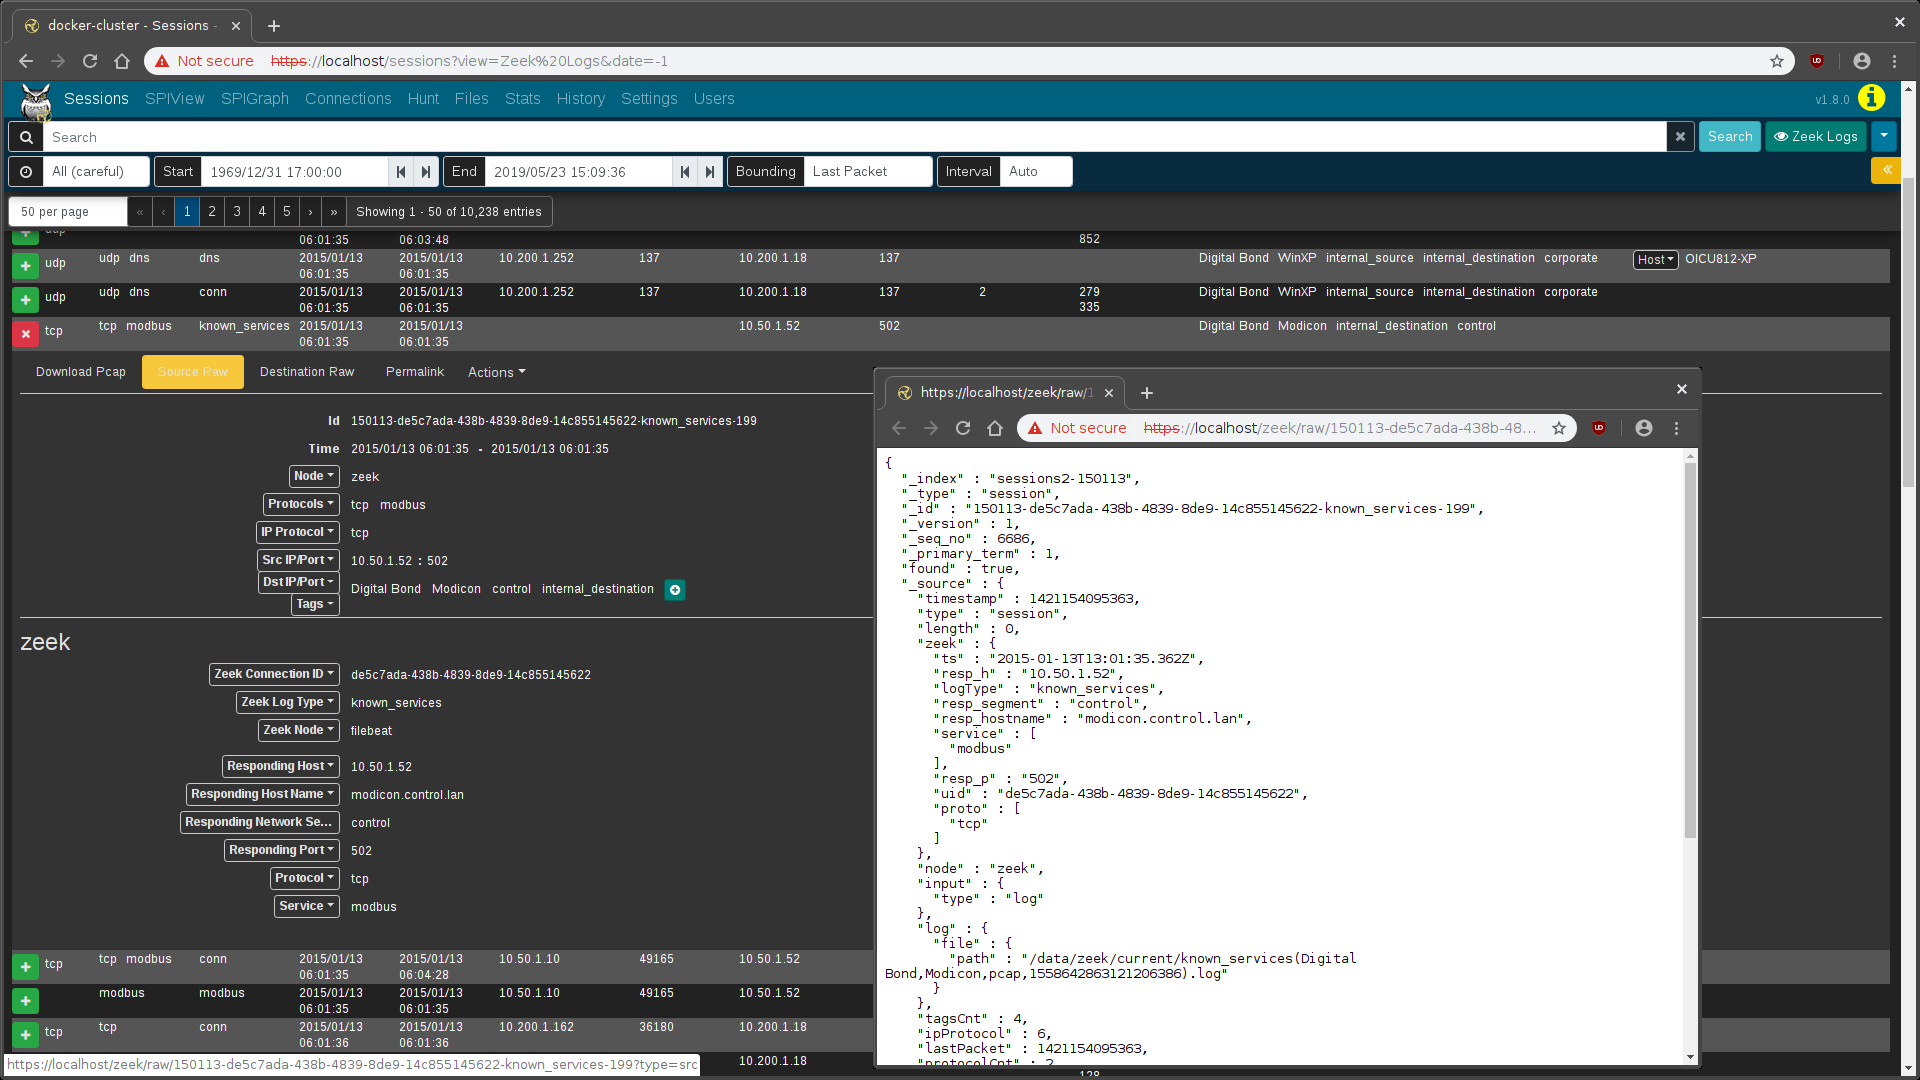 docker-cluster - Sessions -
Not secure https://localhost/sessions?view=Zeek%20Logs&date=-1
Sessions SPIView SPIGraph Connections Hunt Files Stats History Settings Users v1.8.0
Search Search Zeek Logs
All (careful) Start 1969/12/31 17:00:00 End 2019/05/23 15:09:36 Bounding Last Packet Interval Auto
50 per page « ‹ 1 2 3 4 5 › » Showing 1 - 50 of 10,238 entries
udp 06:01:35 06:03:48 852
udp udp dns dns 2015/01/13 2015/01/13 10.200.1.252 137 10.200.1.18 137 Digital Bond WinXP internal_source internal_destination corporate Host OICU812-XP
06:01:35 06:01:35
udp udp dns conn 2015/01/13 2015/01/13 10.200.1.252 137 10.200.1.18 137 2 279 Digital Bond WinXP internal_source internal_destination corporate
06:01:35 06:01:35 335
tcp tcp modbus known_services 2015/01/13 2015/01/13 10.50.1.52 502 Digital Bond Modicon internal_destination control
06:01:35 06:01:35
Download Pcap Source Raw Destination Raw Permalink Actions
Id 150113-de5c7ada-438b-4839-8de9-14c855145622-known_services-199
Time 2015/01/13 06:01:35 - 2015/01/13 06:01:35
Node zeek
Protocols tcp modbus
IP Protocol tcp
Src IP/Port 10.50.1.52 : 502
Dst IP/Port Digital Bond Modicon control internal_destination
Tags
zeek
Zeek Connection ID de5c7ada-438b-4839-8de9-14c855145622
Zeek Log Type known_services
Zeek Node filebeat
Responding Host 10.50.1.52
Responding Host Name modicon.control.lan
Responding Network Se... control
Responding Port 502
Protocol tcp
Service modbus
tcp tcp modbus conn 2015/01/13 2015/01/13 10.50.1.10 49165 10.50.1.52
06:01:35 06:04:28
modbus modbus 2015/01/13 2015/01/13 10.50.1.10 49165 10.50.1.52
06:01:35 06:01:35
tcp tcp conn 2015/01/13 2015/01/13 10.200.1.162 36180 10.200.1.18
06:01:36 06:01:36
10.200.1.18
128
https://localhost/zeek/raw/150113-de5c7ada-438b-4839-8de9-14c855145622-known_services-199?type=src
https://localhost/zeek/raw/1
Not secure https://localhost/zeek/raw/150113-de5c7ada-438b-48...
{
"_index" : "sessions2-150113",
"_type" : "session",
"_id" : "150113-de5c7ada-438b-4839-8de9-14c855145622-known_services-199",
"_version" : 1,
"_seq_no" : 6686,
"_primary_term" : 1,
"found" : true,
"_source" : {
"timestamp" : 1421154095363,
"type" : "session",
"length" : 0,
"zeek" : {
"ts" : "2015-01-13T13:01:35.362Z",
"resp_h" : "10.50.1.52",
"logType" : "known_services",
"resp_segment" : "control",
"resp_hostname" : "modicon.control.lan",
"service" : [
"modbus"
],
"resp_p" : "502",
"uid" : "de5c7ada-438b-4839-8de9-14c855145622",
"proto" : [
"tcp"
]
},
"node" : "zeek",
"input" : {
"type" : "log"
},
"log" : {
"file" : {
"path" : "/data/zeek/current/known_services(Digital
Bond,Modicon,pcap,1558642863121206386).log"
}
},
"tagsCnt" : 4,
"ipProtocol" : 6,
"lastPacket" : 1421154095363,
"protocolCnt" : 2